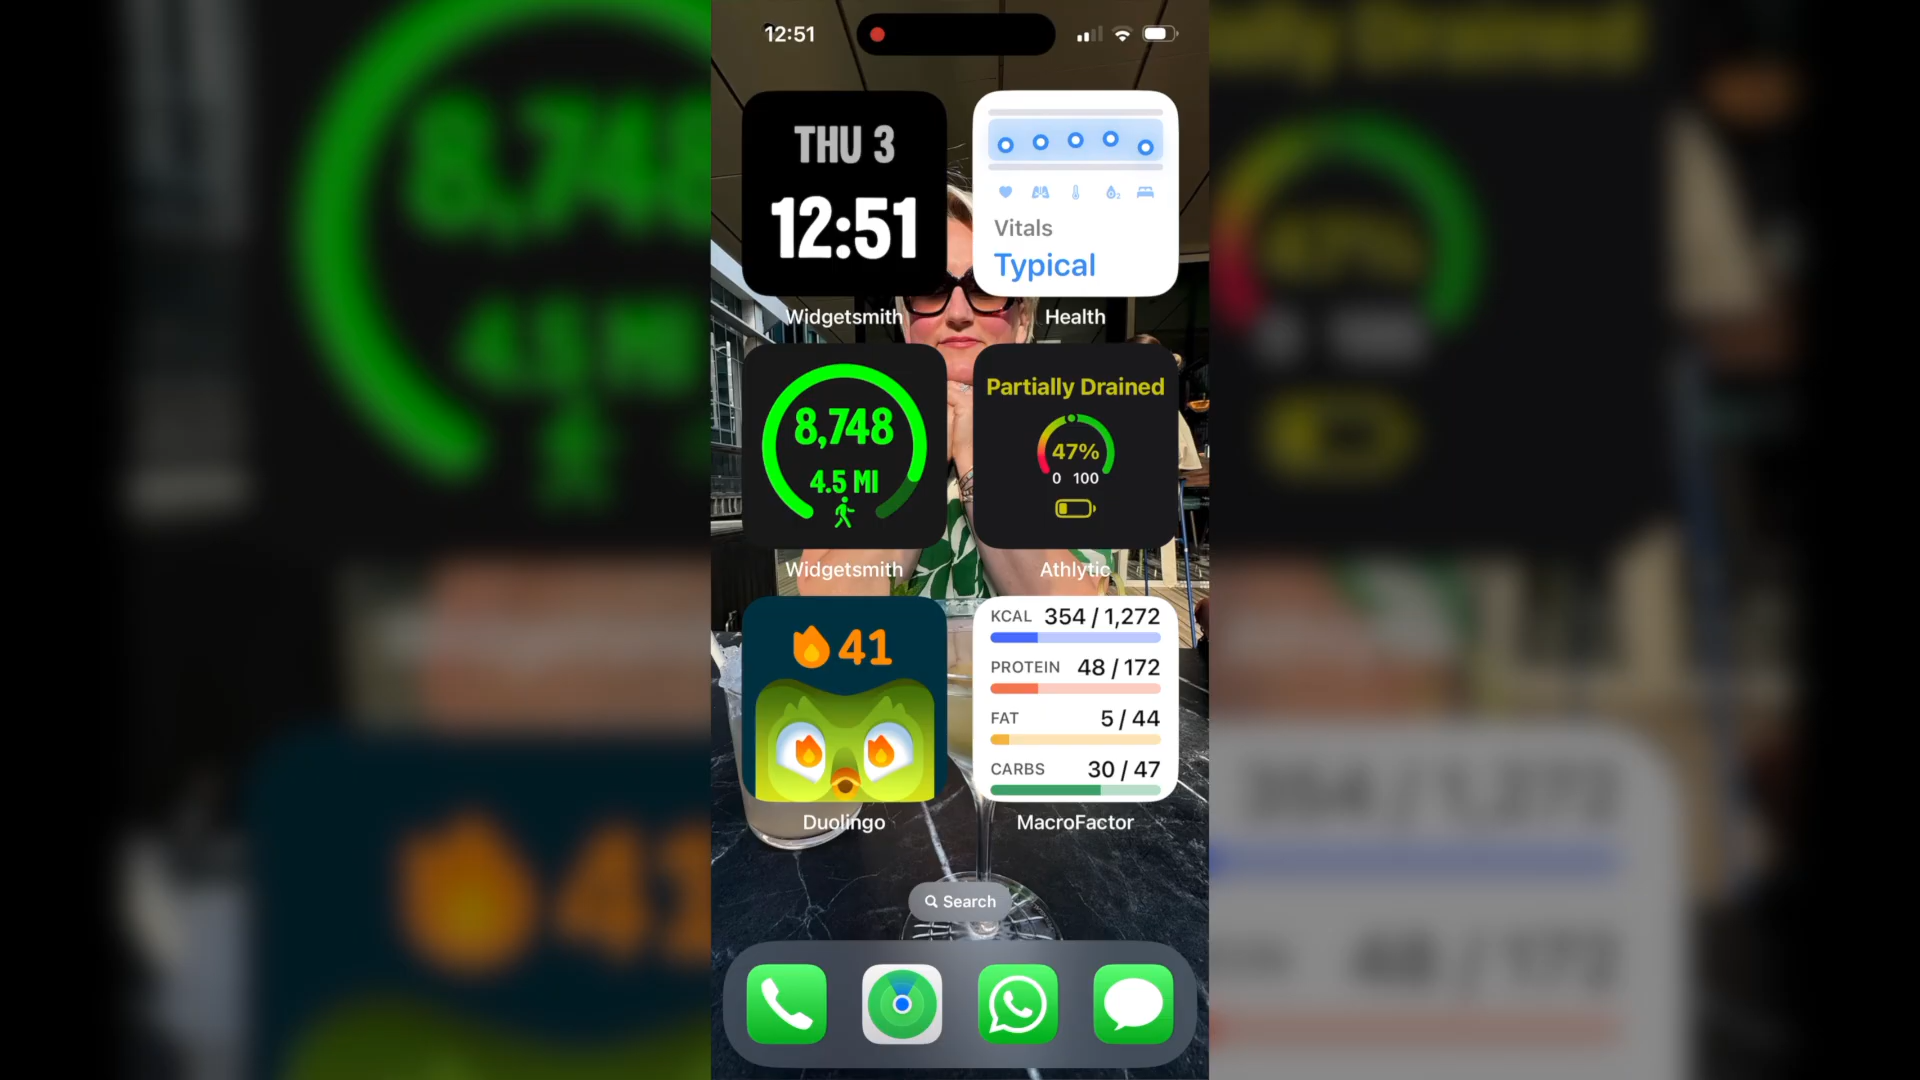 12:51
THU 3
12:51
Widgetsmith
Vitals
Typical
Health
8,748
4.5 MI
Widgetsmith
Partially Drained
47%
0 100
Athlytic
41
Duolingo
KCAL 354 / 1,272
PROTEIN 48 / 172
FAT 5 / 44
CARBS 30 / 47
MacroFactor
Search